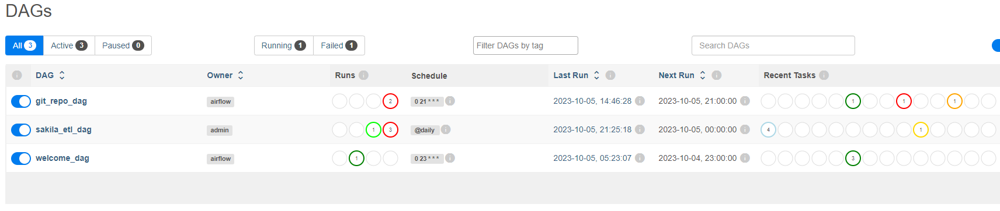 DAGs
All 3 Active 3 Paused 0 Running 1 Failed 1 Filter DAGs by tag Search DAGs
i DAG Owner Runs i Schedule Last Run i Next Run i Recent Tasks i
git_repo_dag airflow 2 0 21 * * * i 2023-10-05, 14:46:28 i 2023-10-05, 21:00:00 i 1 1 1
sakila_etl_dag admin 1 3 @daily i 2023-10-05, 21:25:18 i 2023-10-05, 00:00:00 i 4 1
welcome_dag airflow 1 0 23 * * * i 2023-10-05, 05:23:07 i 2023-10-04, 23:00:00 i 3